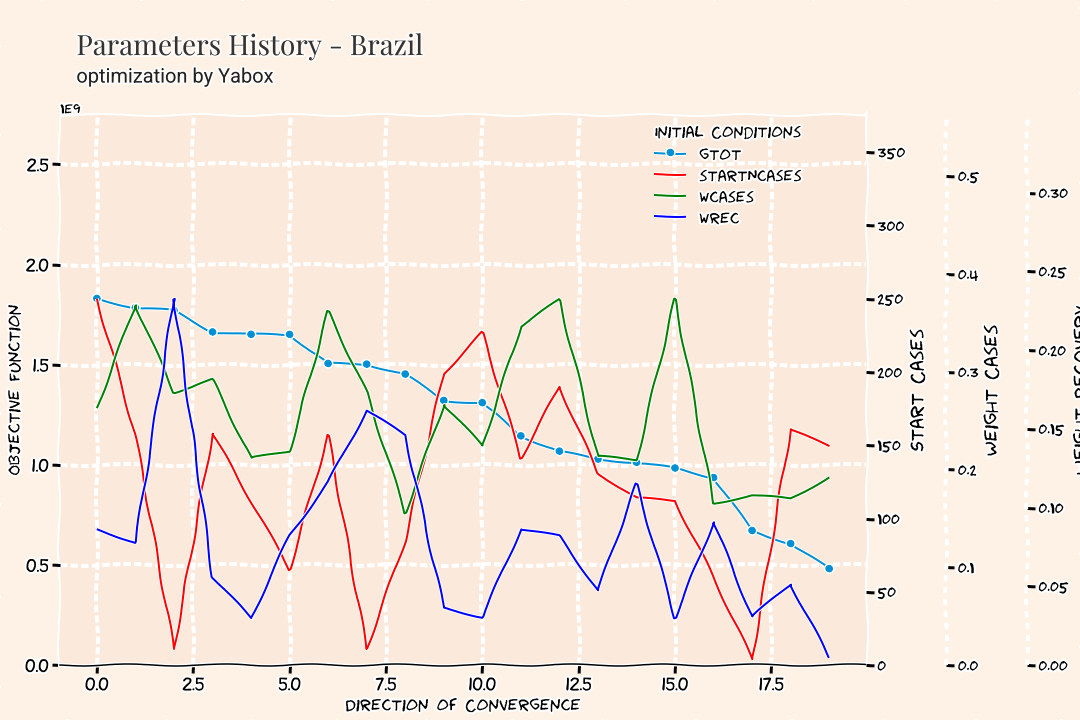 Parameters History - Brazil
optimization by Yabox
1E9
INITIAL CONDITIONS
GTOT
STARTNCASES
WCASES
WREC
2.5
2.0
1.5
1.0
0.5
0.0
OBJECTIVE FUNCTION
0.0 2.5 5.0 7.5 10.0 12.5 15.0 17.5
DIRECTION OF CONVERGENCE
350
300
250
200
150
100
50
0
START CASES
0.5
0.4
0.3
0.2
0.1
0.0
WEIGHT CASES
0.30
0.25
0.20
0.15
0.10
0.05
0.00